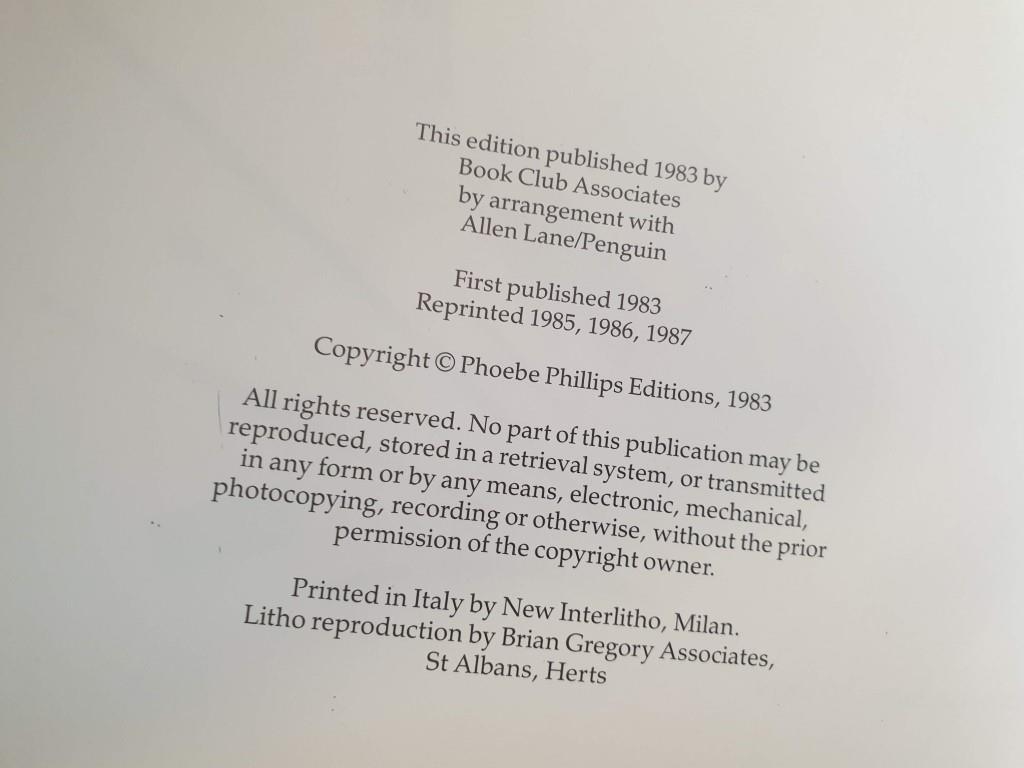 This edition published 1983 by
Book Club Associates
by arrangement with
Allen Lane/Penguin
First published 1983
Reprinted 1985, 1986, 1987
Copyright © Phoebe Phillips Editions, 1983
All rights reserved. No part of this publication may be
reproduced, stored in a retrieval system, or transmitted
in any form or by any means, electronic, mechanical,
photocopying, recording or otherwise, without the prior
permission of the copyright owner.
Printed in Italy by New Interlitho, Milan.
Litho reproduction by Brian Gregory Associates,
St Albans, Herts